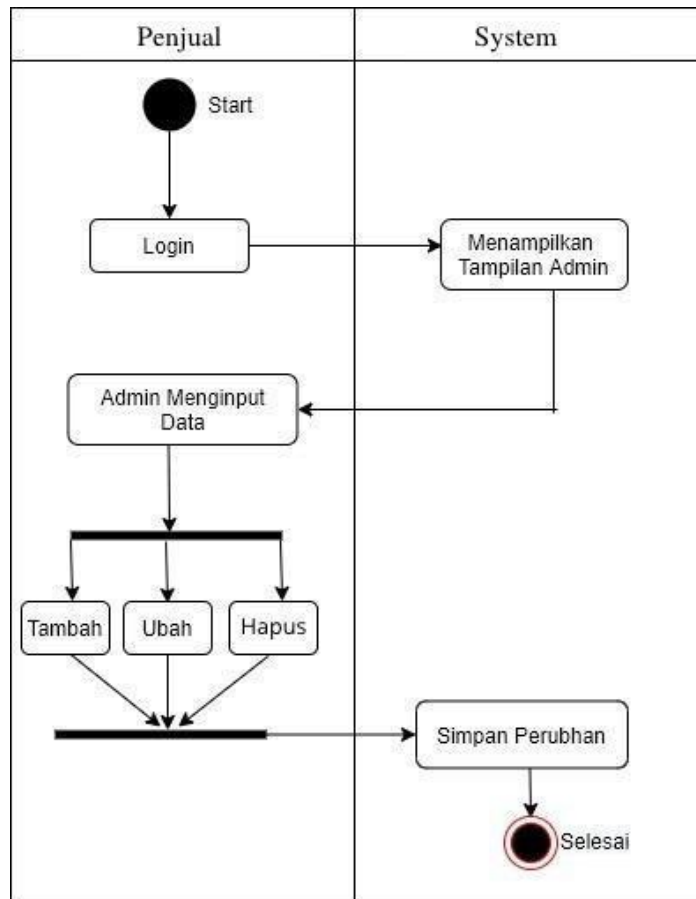 Penjual
System
Start
Login
Menampilkan
Tampilan Admin
Admin Menginput
Data
Tambah
Ubah
Hapus
Simpan Perubhan
Selesai